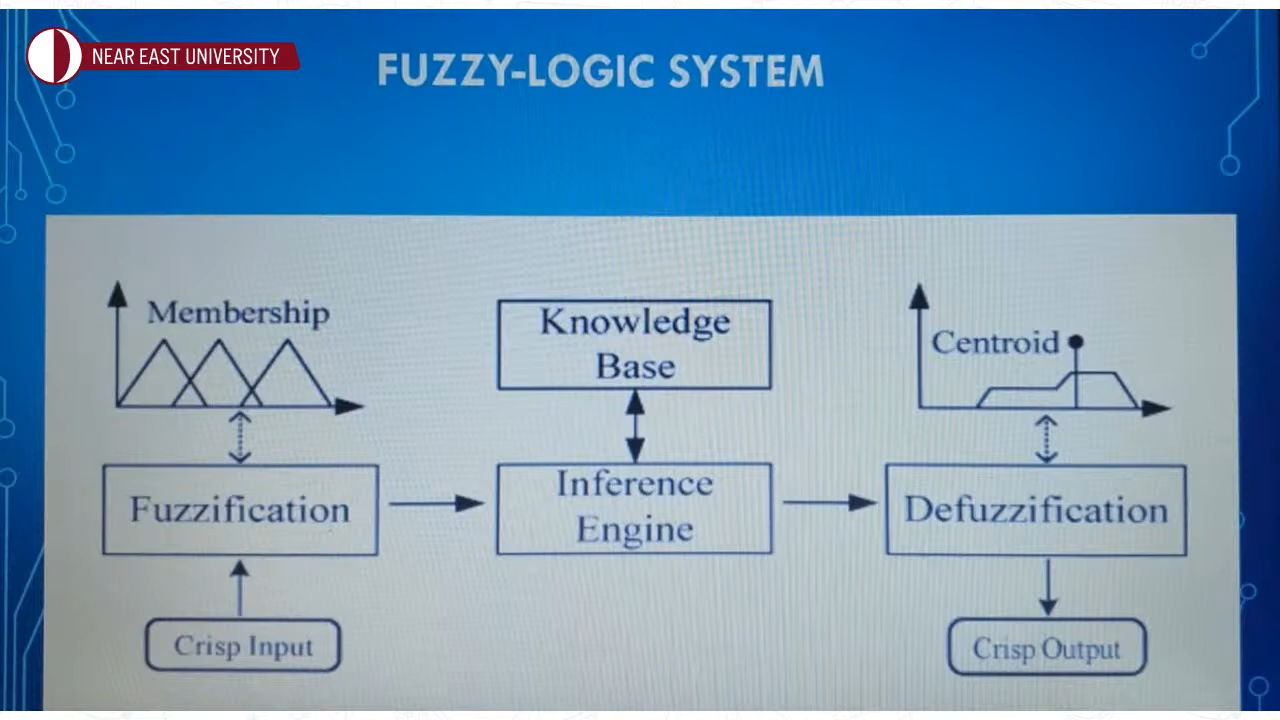 NEAR EAST UNIVERSITY
FUZZY-LOGIC SYSTEM
Membership
Knowledge
Base
Centroid
Fuzzification
Inference
Engine
Defuzzification
Crisp Input
Crisp Output